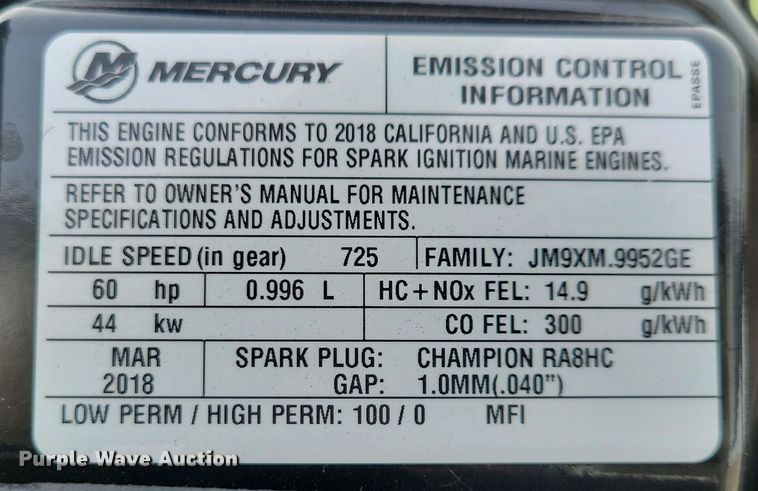 MERCURY
EMISSION CONTROL
INFORMATION
EPASSE
THIS ENGINE CONFORMS TO 2018 CALIFORNIA AND U.S. EPA
EMISSION REGULATIONS FOR SPARK IGNITION MARINE ENGINES.
REFER TO OWNER'S MANUAL FOR MAINTENANCE
SPECIFICATIONS AND ADJUSTMENTS.
IDLE SPEED (in gear) 725 FAMILY: JM9XM.9952GE
60 hp 0.996 L HC+NOx FEL: 14.9 g/kWh
44 kw CO FEL: 300 g/kWh
MAR SPARK PLUG: CHAMPION RA8HC
2018 GAP: 1.0MM(.040")
LOW PERM / HIGH PERM: 100 / 0 MFI
Purple Wave Auction